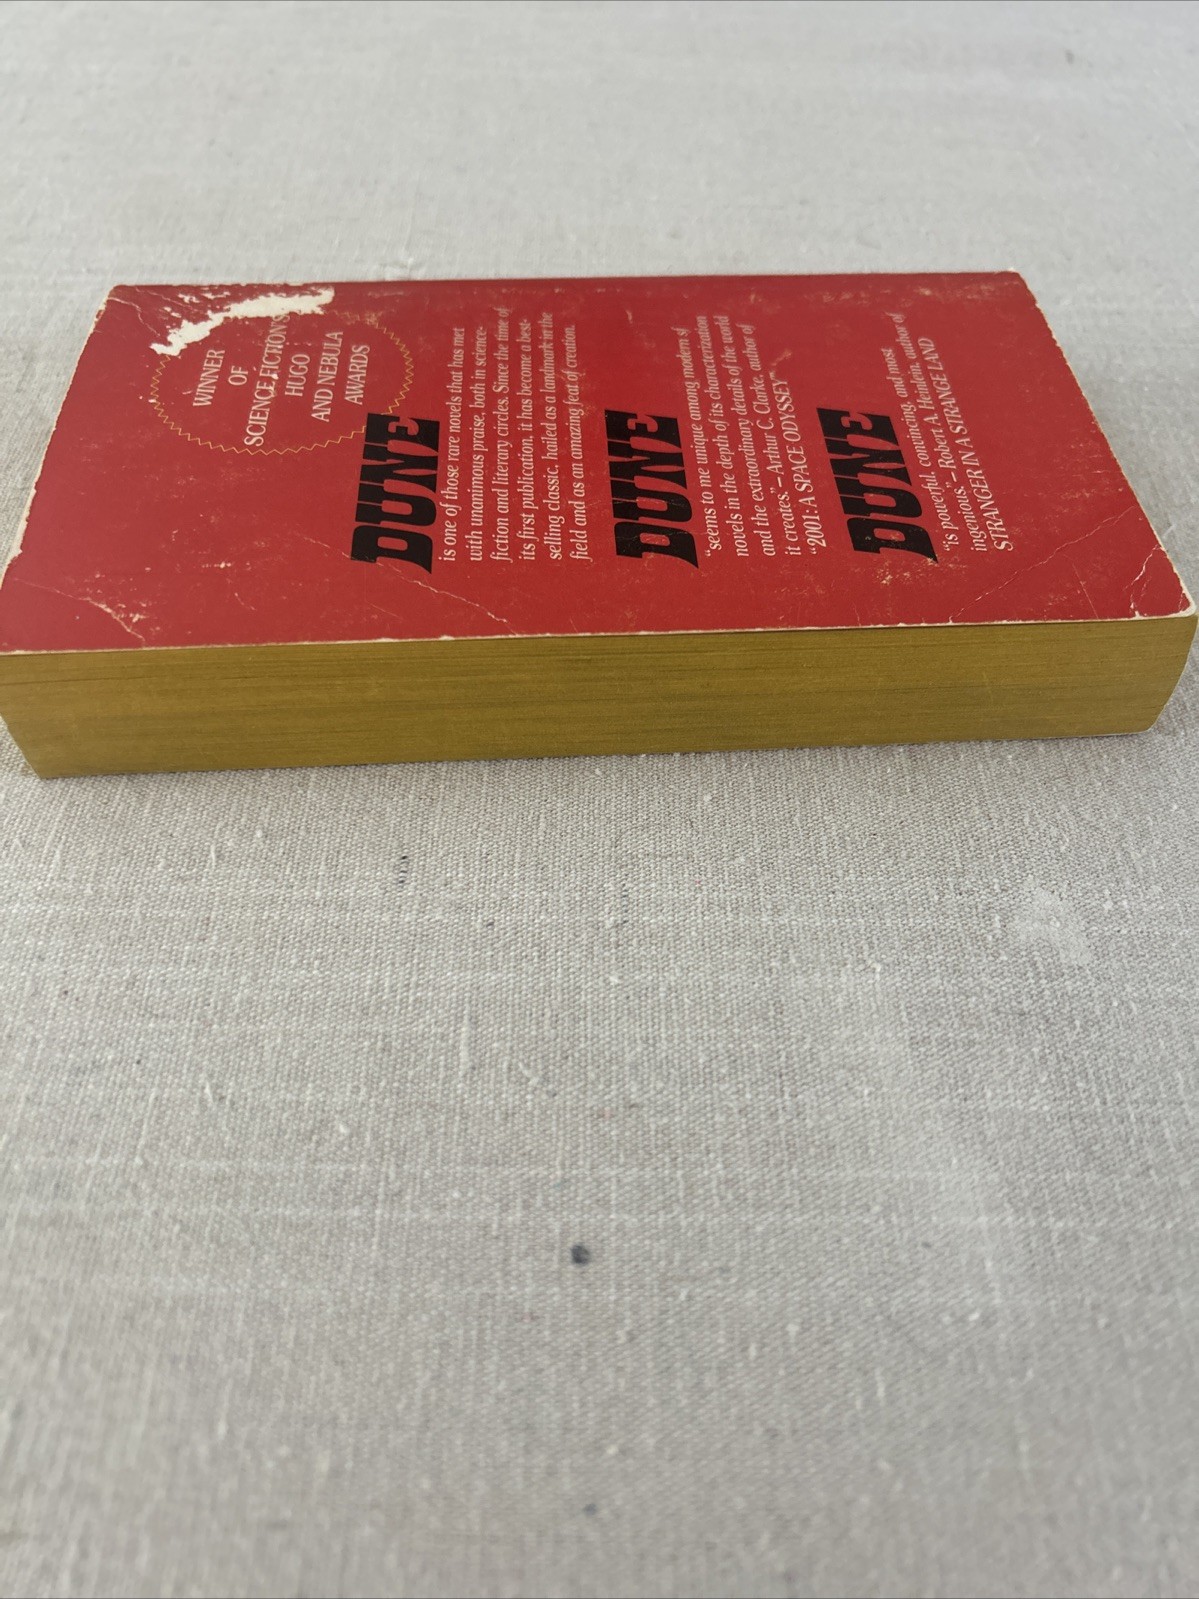 WINNER
OF
SCIENCE FICTION'S
HUGO
AND NEBULA
AWARDS
DUNE
is one of those rare novels that has met
with unanimous praise, both in science-
fiction and literary circles. Since the time of
its first publication, it has become a best-
selling classic, hailed as a landmark in the
field and as an amazing feat of creation.
DUNE
"seems to me unique among modern sf
novels in the depth of its characterization
and the extraordinary details of the world
it creates." – Arthur C. Clarke, author of
"2001: A SPACE ODYSSEY"
DUNE
"is powerful, convincing, and most
ingenious." – Robert A. Heinlein, author of
STRANGER IN A STRANGE LAND